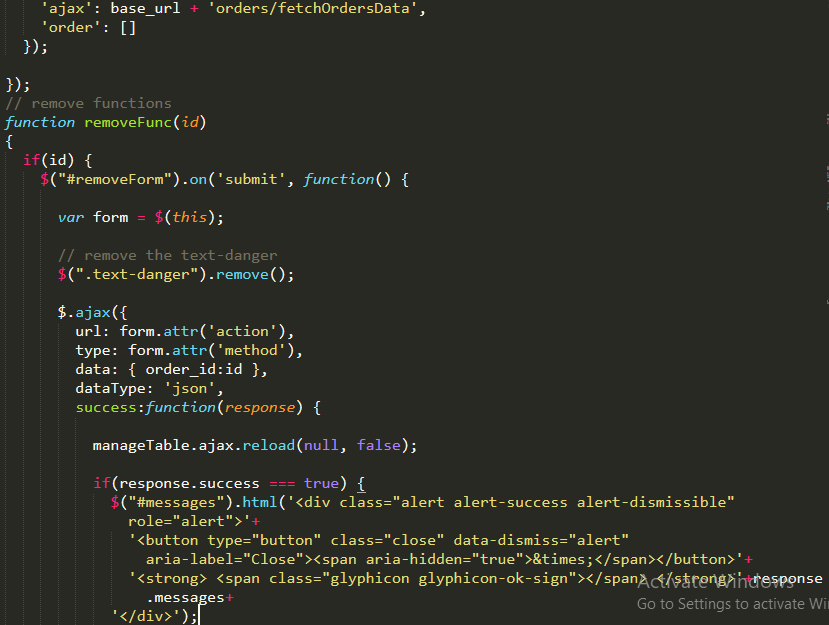 'ajax': base_url + 'orders/fetchOrdersData',
'order': []
});
});
// remove functions
function removeFunc(id)
{
if(id) {
$("#removeForm").on('submit', function() {
var form = $(this);
// remove the text-danger
$(".text-danger").remove();
$.ajax({
url: form.attr('action'),
type: form.attr('method'),
data: { order_id:id },
dataType: 'json',
success:function(response) {
manageTable.ajax.reload(null, false);
if(response.success === true) {
$("#messages").html('<div class="alert alert-success alert-dismissible"
role="alert">'+
'<button type="button" class="close" data-dismiss="alert"
aria-label="Close"><span aria-hidden="true">&times;</span></button>'+
'<strong> <span class="glyphicon glyphicon-ok-sign"></span> </strong>'+response
.messages+
'</div>');
Activate Windows
Go to Settings to activate Wi